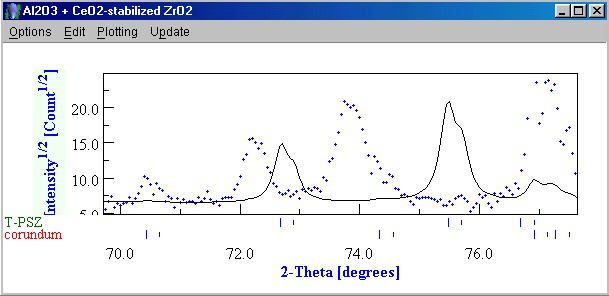 Al2O3 + CeO2-stabilized ZrO2
Options Edit Plotting Update
Intensity1/2 [Count1/2]
20.0
15.0
10.0
5.0
T-PSZ
corundum
70.0 72.0 74.0 76.0
2-Theta [degrees]